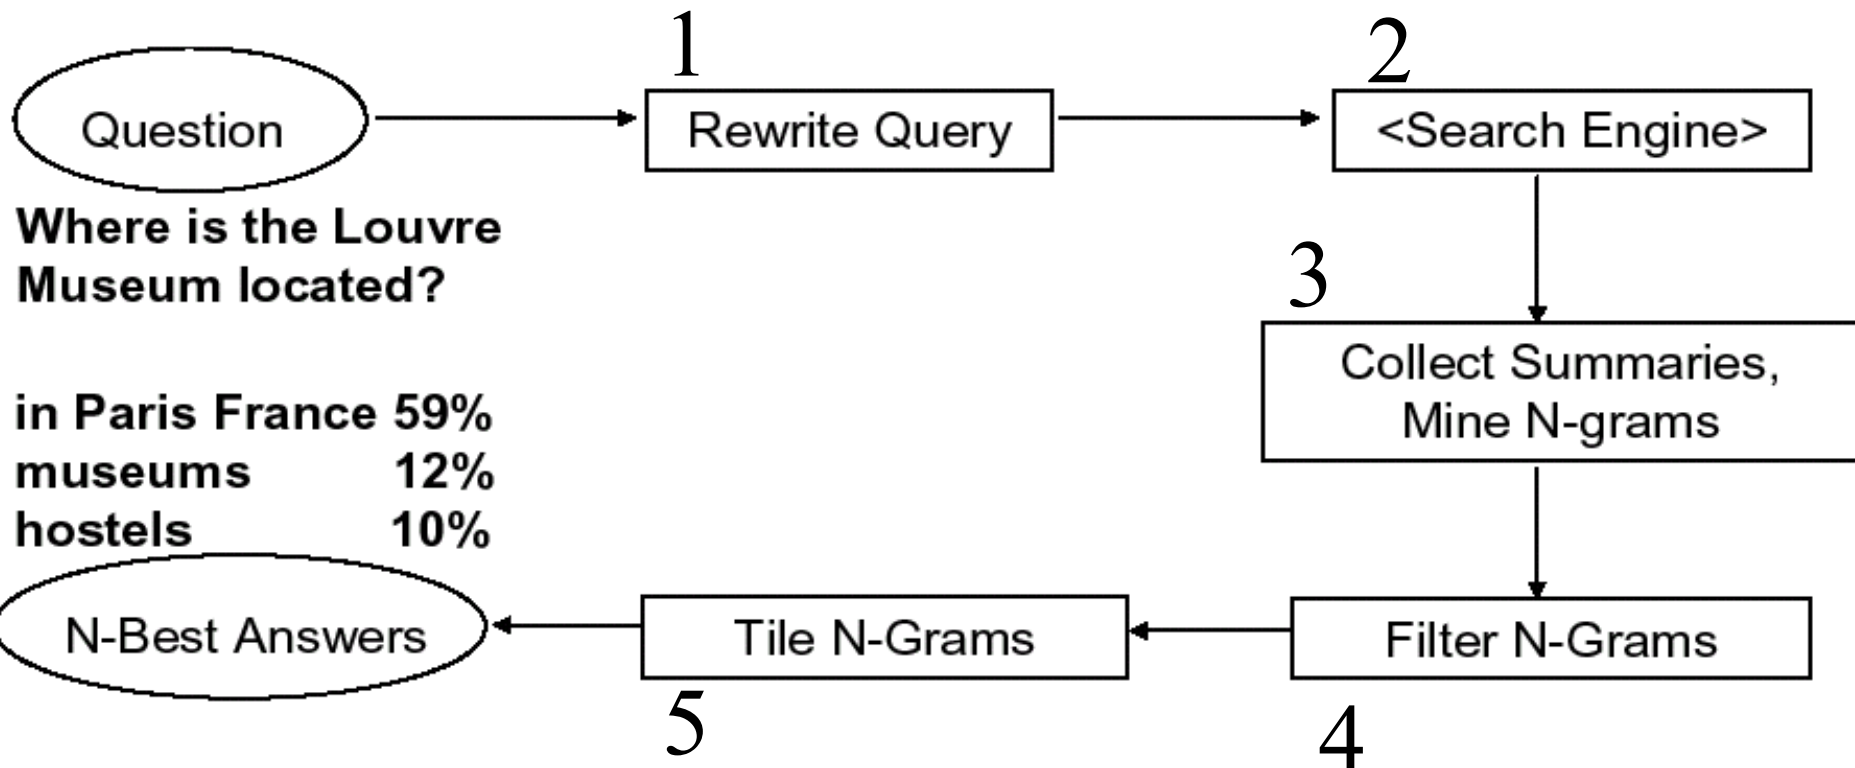 1
2
Question
Rewrite Query
<Search Engine>
Where is the Louvre
Museum located?
3
Collect Summaries,
Mine N-grams
in Paris France 59%
museums 12%
hostels 10%
N-Best Answers
Tile N-Grams
Filter N-Grams
5
4